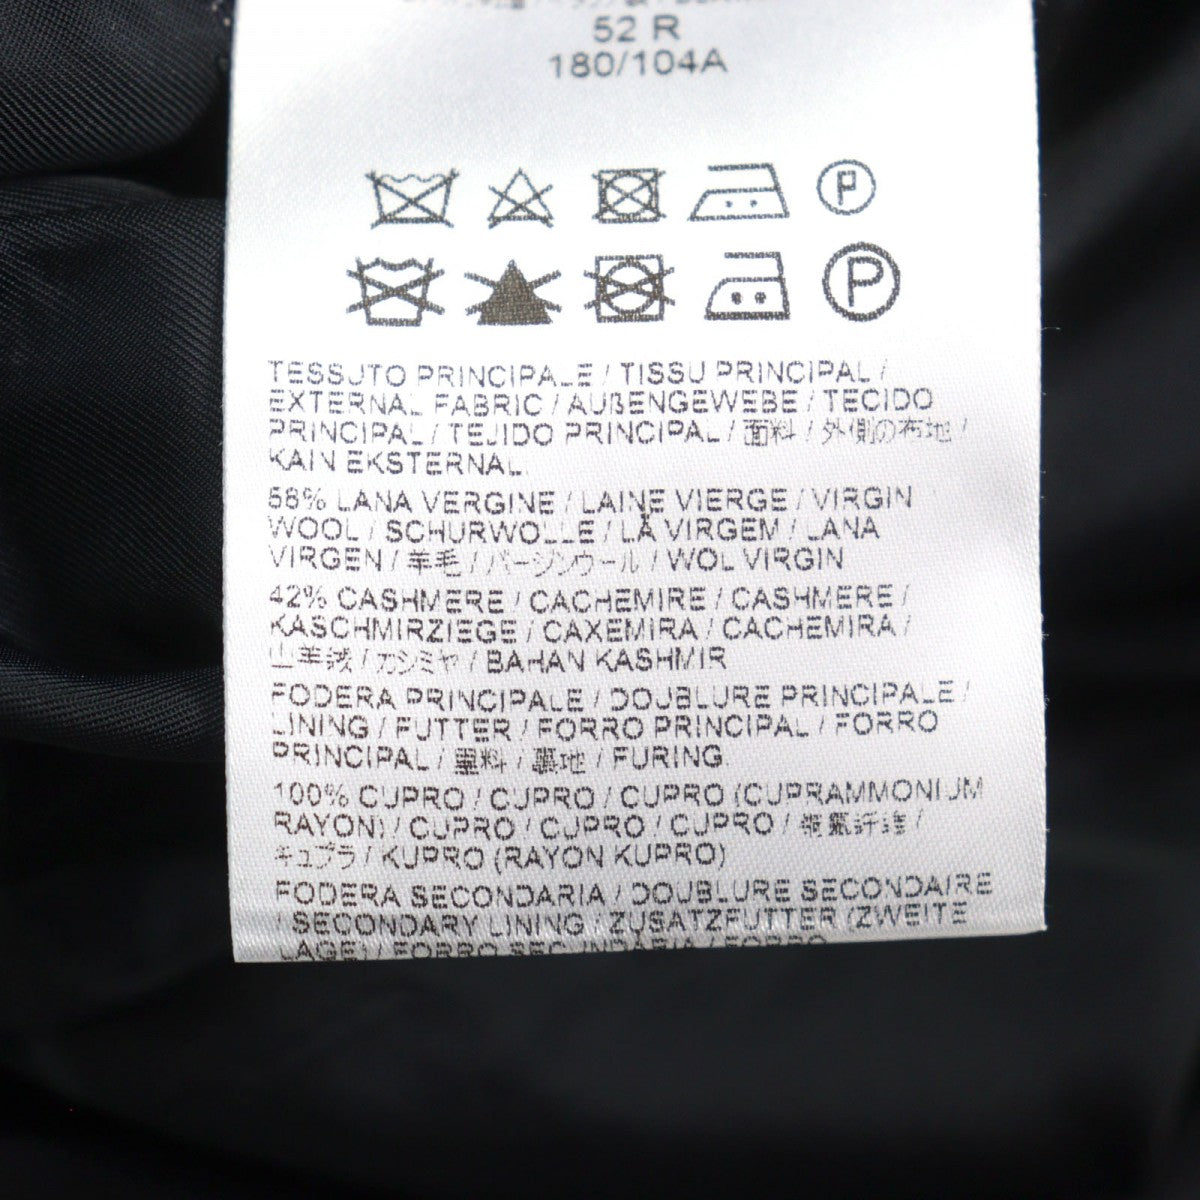 52 R
180/104A
P
P
TESSUTO PRINCIPALE / TISSU PRINCIPAL /
EXTERNAL FABRIC / AUßENGEWEBE / TECIDO
PRINCIPAL / TEJIDO PRINCIPAL / 面料 / 外側の布地 /
KAIN EKSTERNAL
58% LANA VERGINE / LAINE VIERGE / VIRGIN
WOOL / SCHURWOLLE / LÃ VIRGEM / LANA
VIRGEN / 羊毛 / バージンウール / WOL VIRGIN
42% CASHMERE / CACHEMIRE / CASHMERE /
KASCHMIRZIEGE / CAXEMIRA / CACHEMIRA /
山羊绒 / カシミヤ / BAHAN KASHMIR
FODERA PRINCIPALE / DOUBLURE PRINCIPALE /
LINING / FUTTER / FORRO PRINCIPAL / FORRO
PRINCIPAL / 里料 / 裏地 / FURING
100% CUPRO / CUPRO / CUPRO (CUPRAMMONIUM
RAYON) / CUPRO / CUPRO / CUPRO / /
キュプラ / KUPRO (RAYON KUPRO)
FODERA SECONDARIA / DOUBLURE SECONDAIRE
/ SECONDARY LINING / ZUSATZFUTTER (ZWEITE
LAGE) / FORRO SECUNDARIA / FORRO